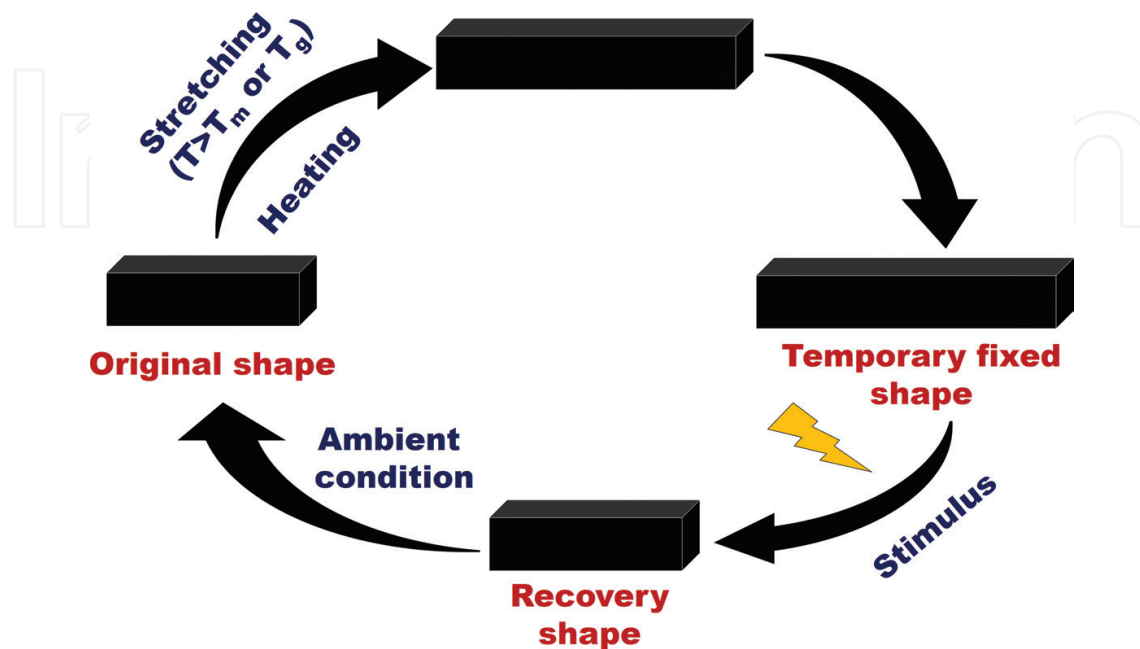 Stretching
(T>Tm or Tg)
Heating
Original shape
Temporary fixed
shape
Ambient
condition
Stimulus
Recovery
shape